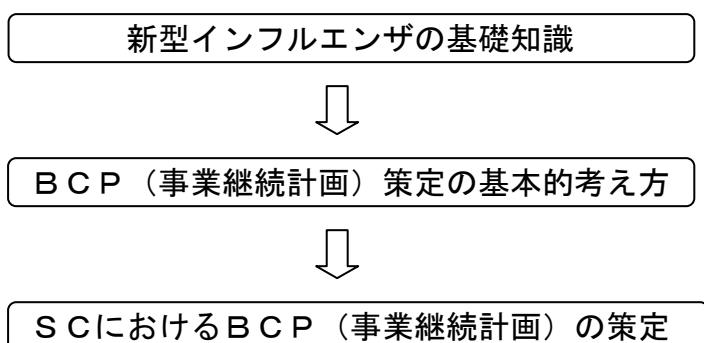 新型インフルエンザの基礎知識
ＢＣＰ（事業継続計画）策定の基本的考え方
ＳＣにおけるＢＣＰ（事業継続計画）の策定